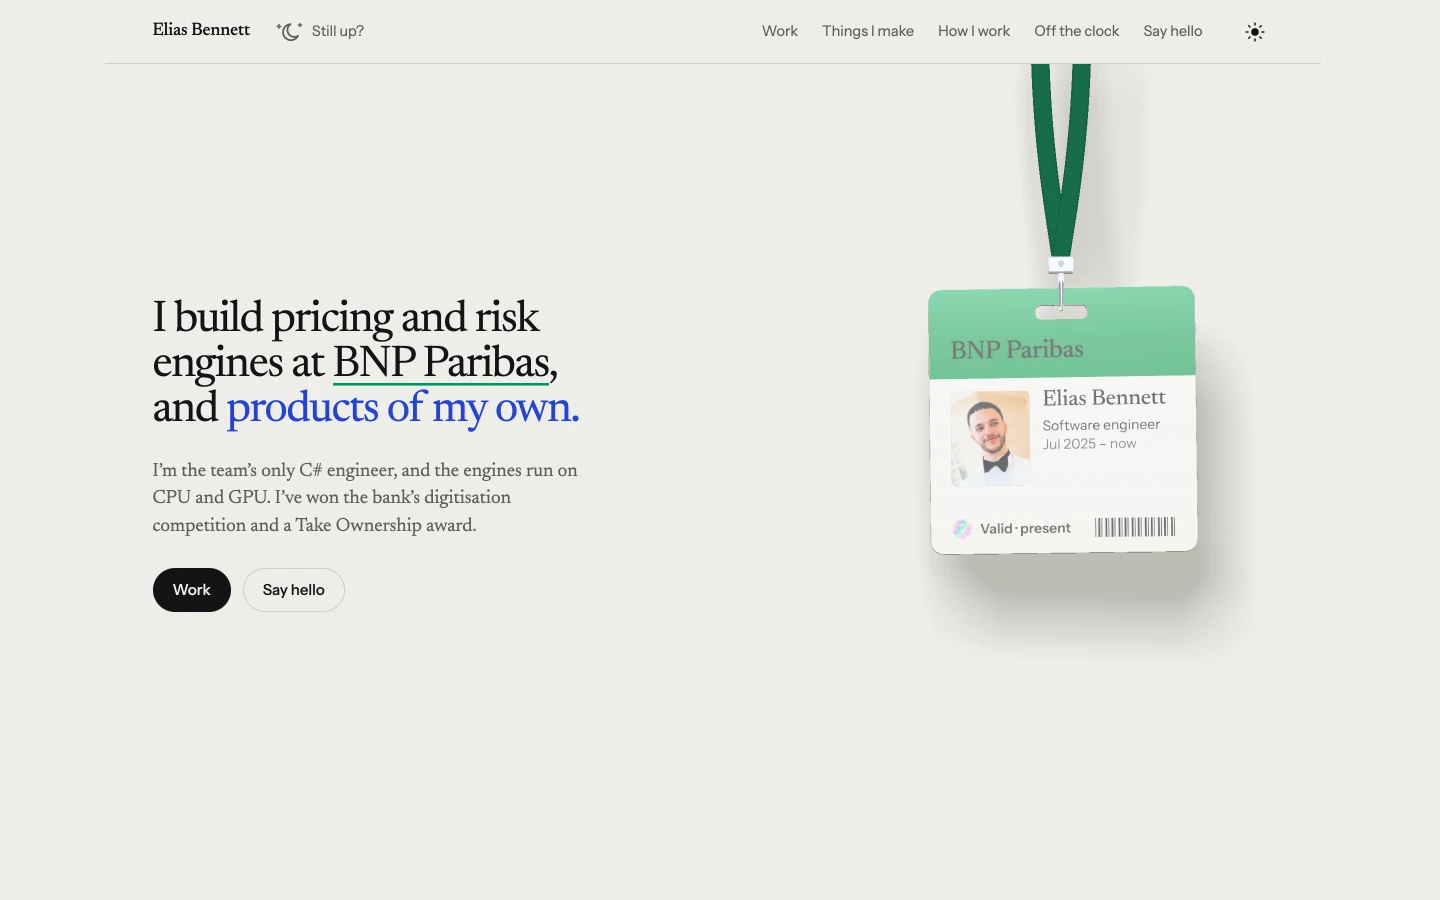 Elias Bennett
Still up?
Work
Things I make
How I work
Off the clock
Say hello
I build pricing and risk
engines at BNP Paribas,
and products of my own.
I’m the team’s only C# engineer, and the engines run on
CPU and GPU. I’ve won the bank’s digitisation
competition and a Take Ownership award.
Work
Say hello
BNP Paribas
Elias Bennett
Software engineer
Jul 2025 – now
Valid · present